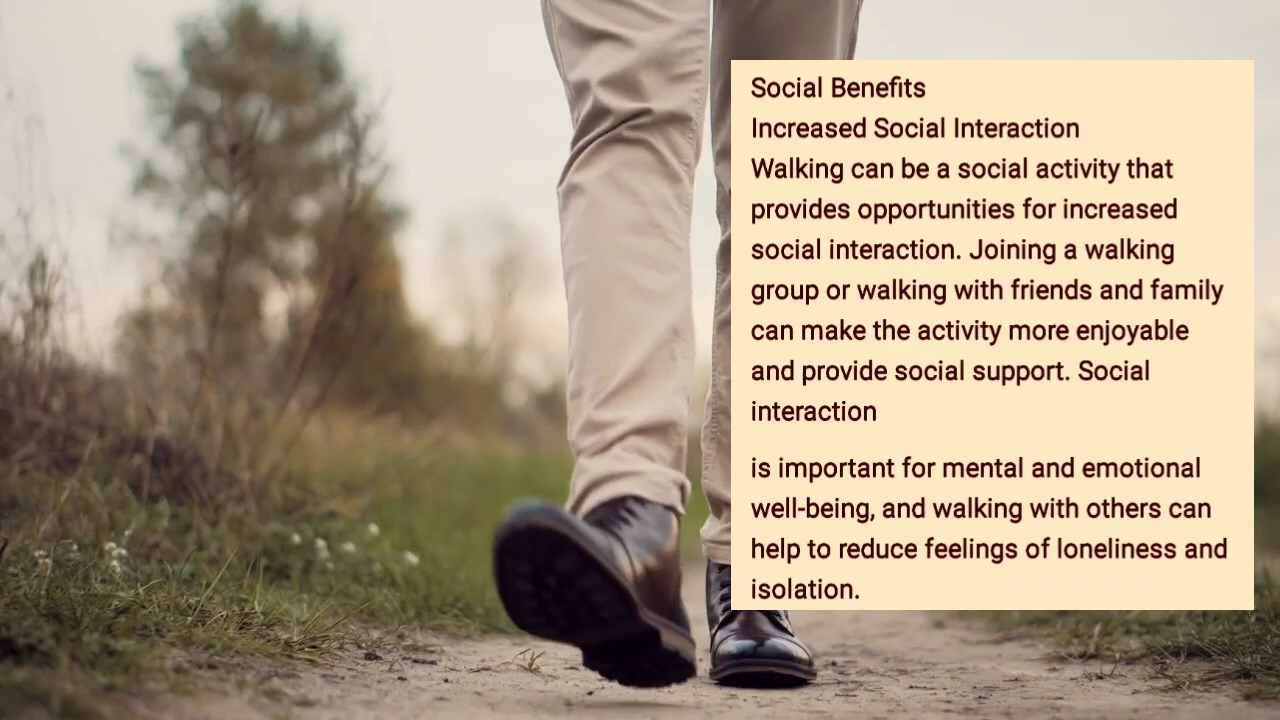 Social Benefits
Increased Social Interaction
Walking can be a social activity that
provides opportunities for increased
social interaction. Joining a walking
group or walking with friends and family
can make the activity more enjoyable
and provide social support. Social
interaction
is important for mental and emotional
well-being, and walking with others can
help to reduce feelings of loneliness and
isolation.